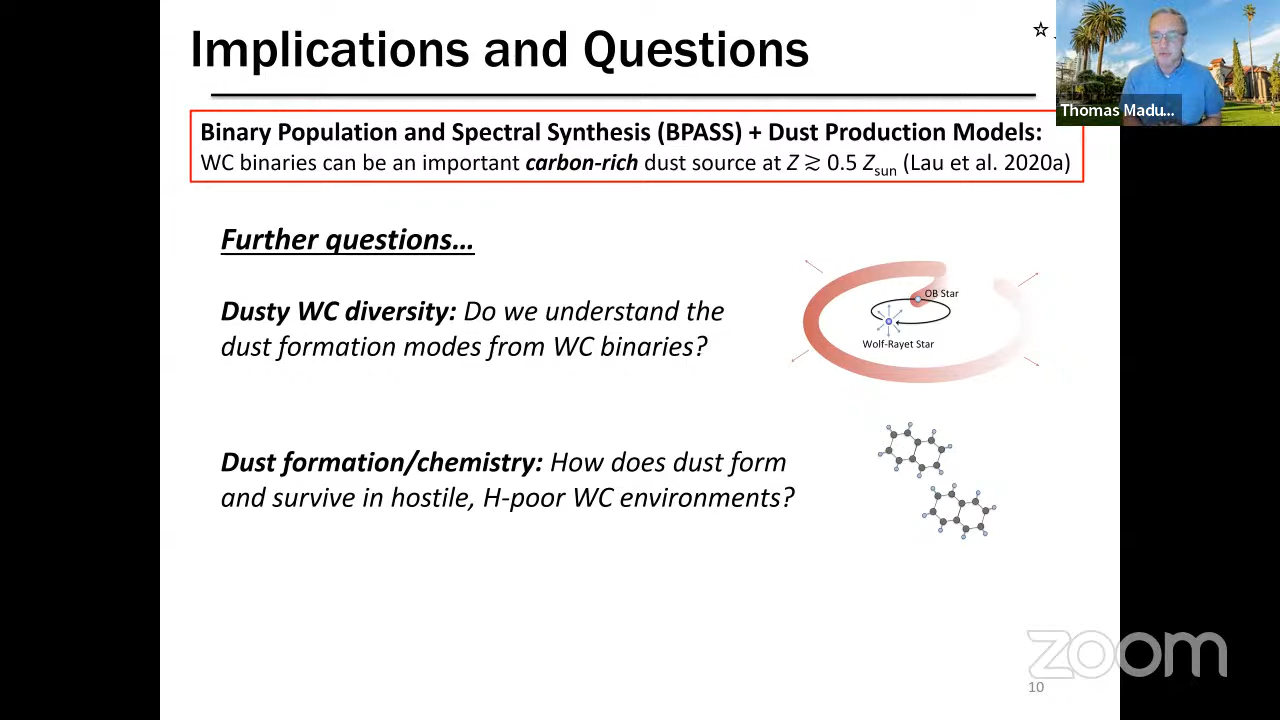 Implications and Questions
Thomas Madu...
Binary Population and Spectral Synthesis (BPASS) + Dust Production Models:
WC binaries can be an important carbon-rich dust source at Z ≳ 0.5 Zsun (Lau et al. 2020a)
Further questions…
Dusty WC diversity: Do we understand the
dust formation modes from WC binaries?
OB Star
Wolf-Rayet Star
Dust formation/chemistry: How does dust form
and survive in hostile, H-poor WC environments?
zoom
10